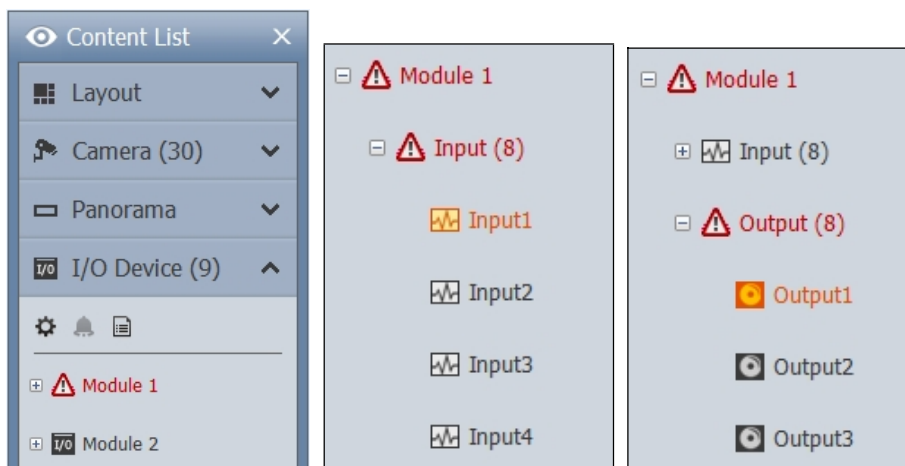 Content List
Layout
Camera (30)
Panorama
I/O Device (9)
Module 1
I/O Module 2
Module 1
Input (8)
Input1
Input2
Input3
Input4
Module 1
Input (8)
Output (8)
Output1
Output2
Output3